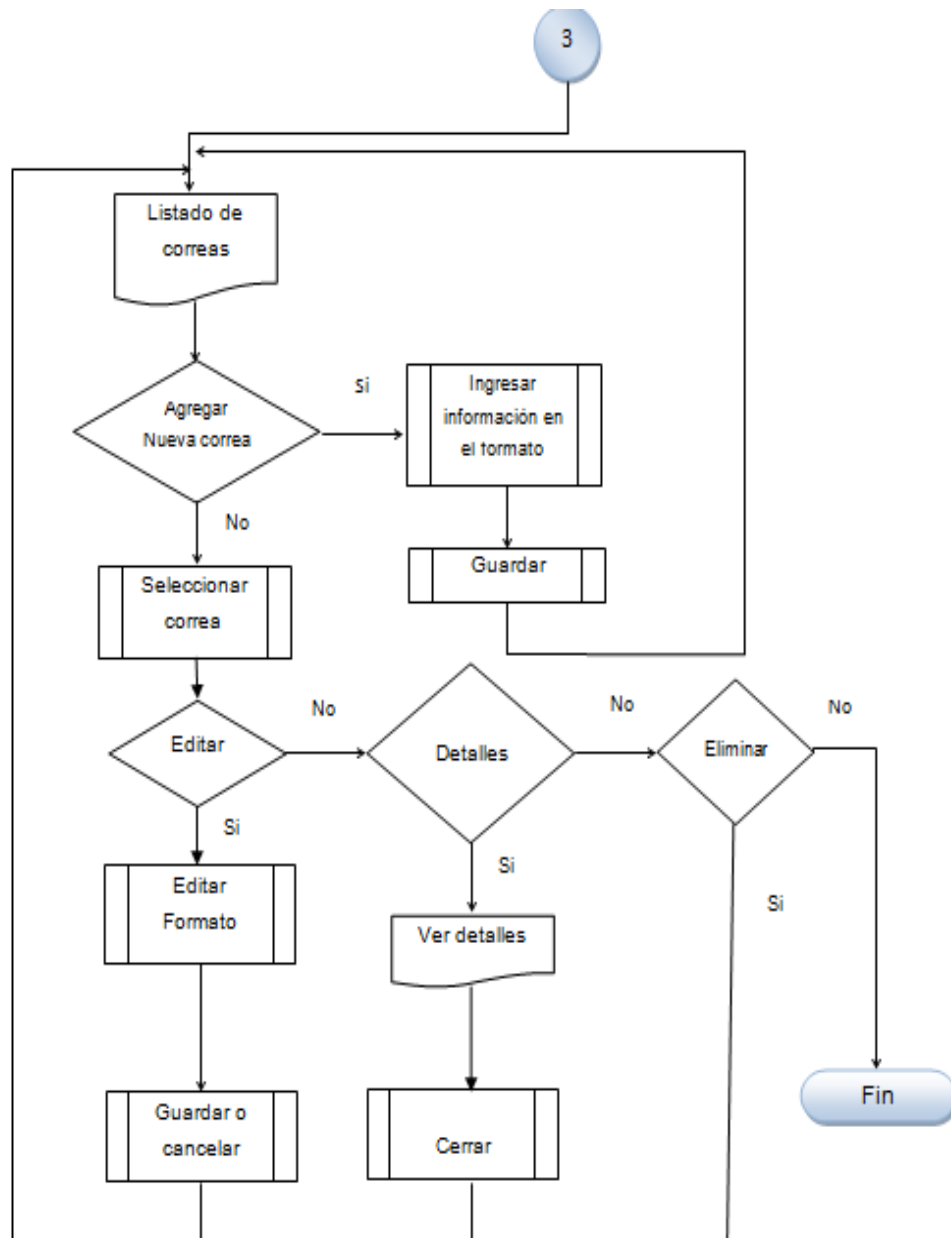 3
Listado de
correas
Agregar
Nueva correa
Si
Ingresar
información en
el formato
No
Guardar
Seleccionar
correa
Editar
No
Detalles
No
Eliminar
No
Si
Editar
Formato
Si
Ver detalles
Si
Guardar o
cancelar
Cerrar
Fin